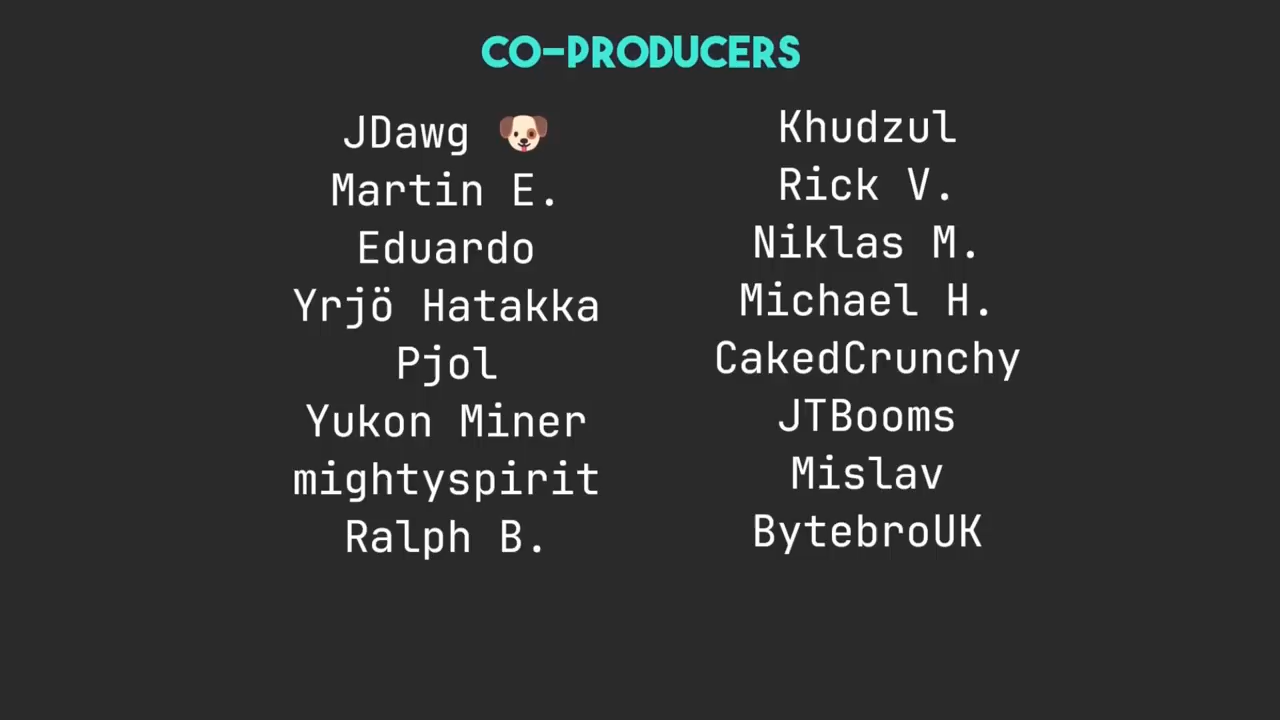 CO-PRODUCERS
JDawg 🐶
Martin E.
Eduardo
Yrjö Hatakka
Pjol
Yukon Miner
mightyspirit
Ralph B.
Khudzul
Rick V.
Niklas M.
Michael H.
CakedCrunchy
JTBooms
Mislav
BytebroUK